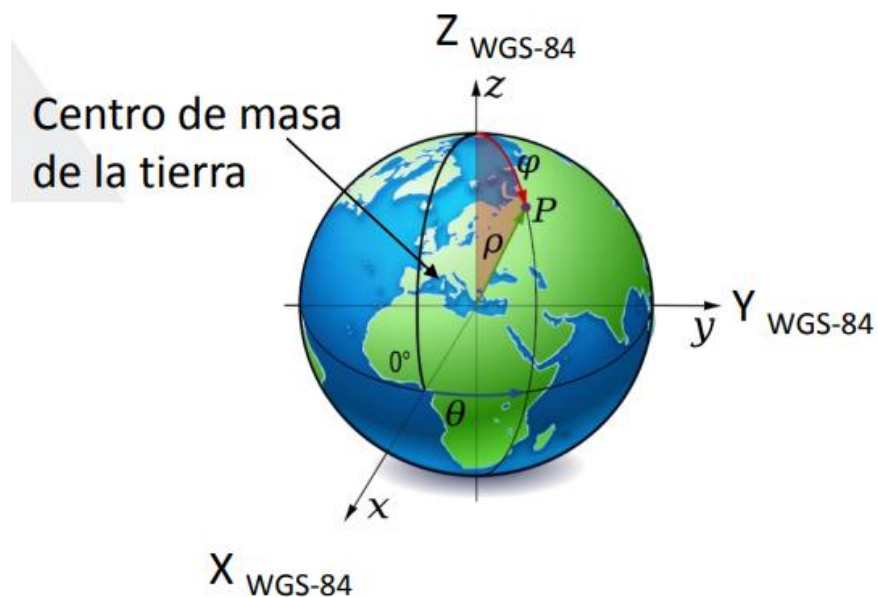 Z WGS-84
z
Centro de masa
de la tierra
φ
P
ρ
Y WGS-84
y
0°
θ
x
X WGS-84